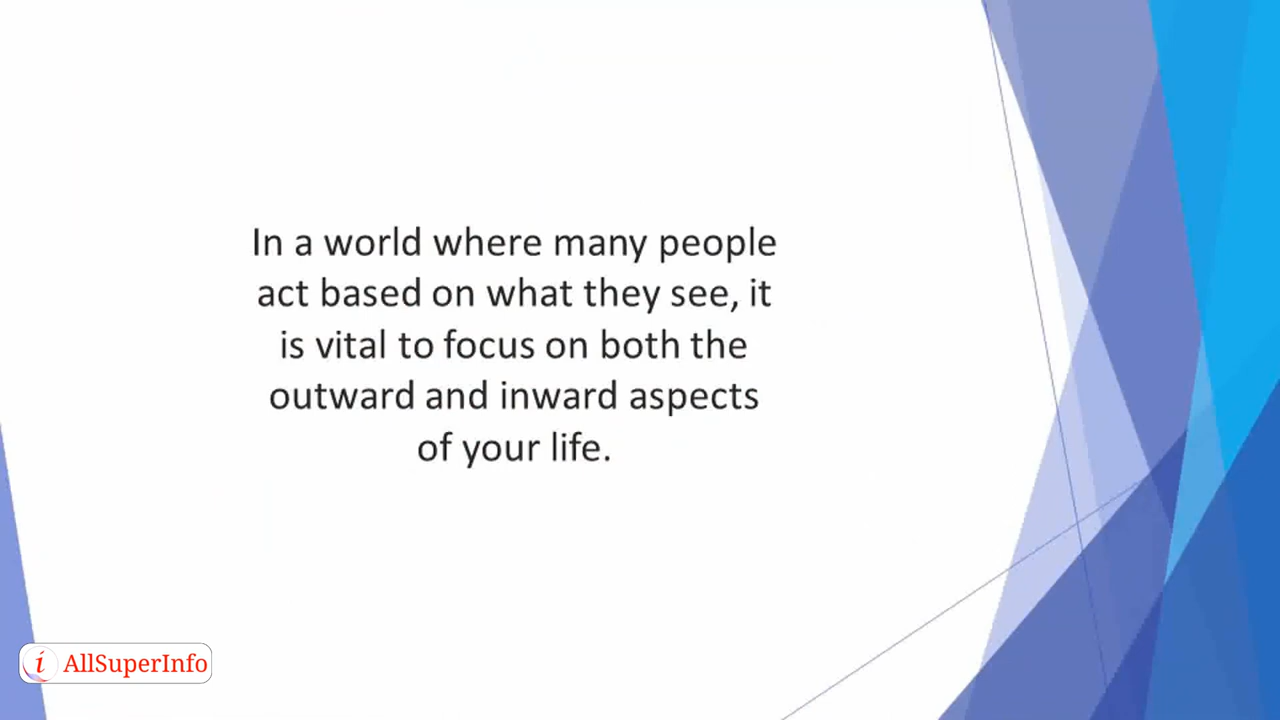 In a world where many people
act based on what they see, it
is vital to focus on both the
outward and inward aspects
of your life.
i AllSuperInfo